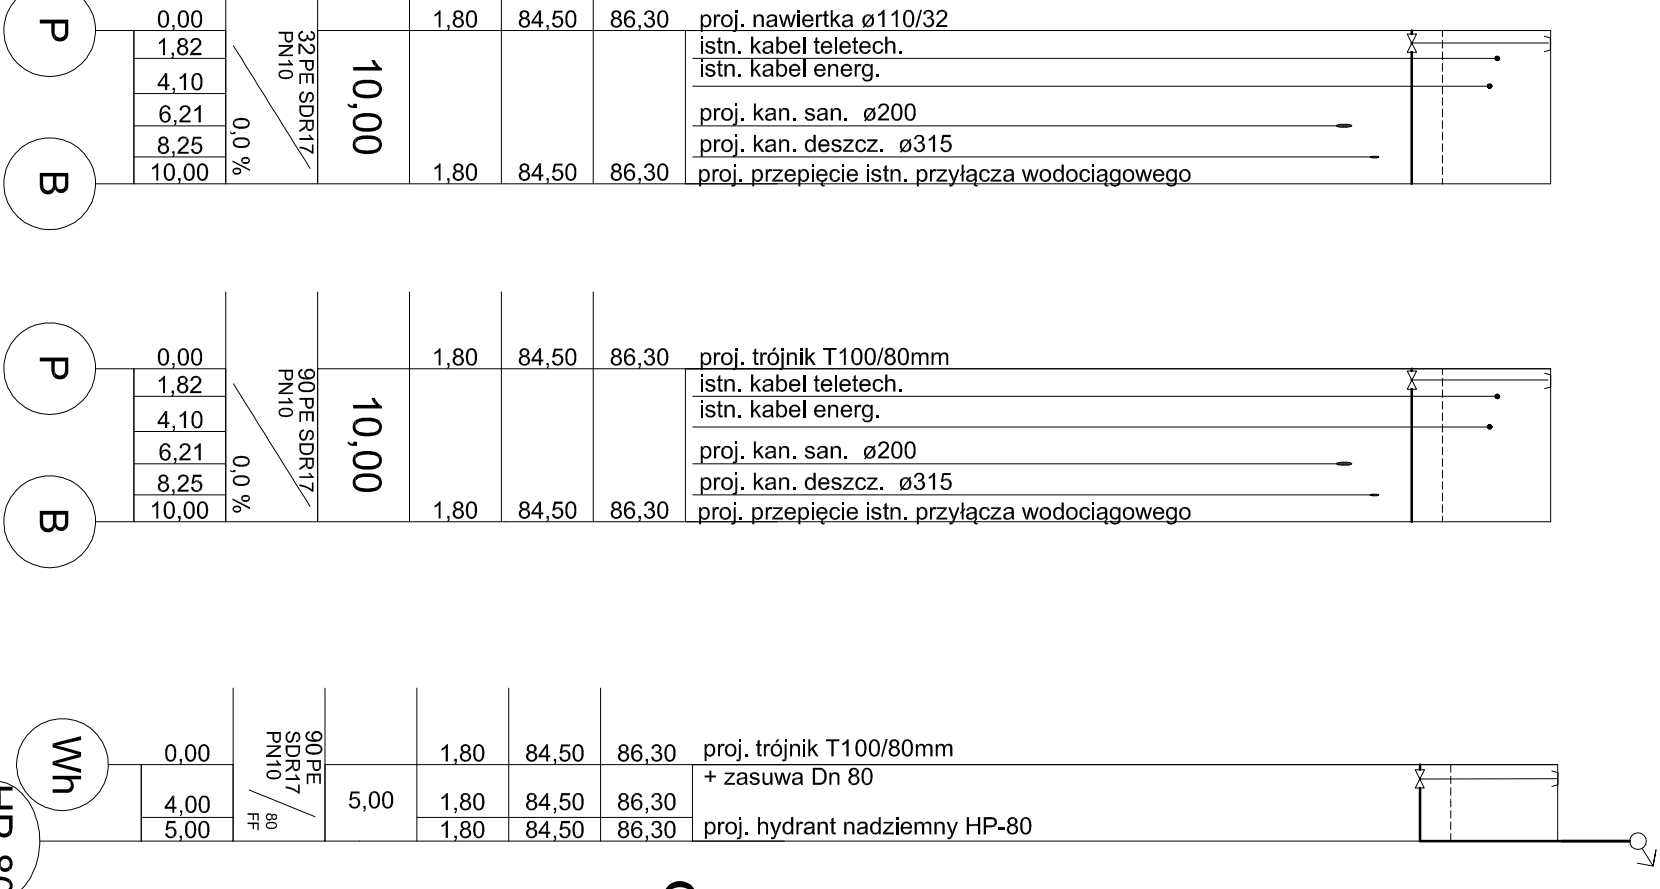 P
0,00 1,80 84,50 86,30 proj. nawiertka ø110/32
1,82 istn. kabel teletech.
4,10 istn. kabel energ.
6,21 proj. kan. san. ø200
8,25 proj. kan. deszcz. ø315
B
10,00 1,80 84,50 86,30 proj. przepięcie istn. przyłącza wodociągowego
32PE SDR17
PN10
0,0 %
10,00
P
0,00 1,80 84,50 86,30 proj. trójnik T100/80mm
1,82 istn. kabel teletech.
4,10 istn. kabel energ.
6,21 proj. kan. san. ø200
8,25 proj. kan. deszcz. ø315
B
10,00 1,80 84,50 86,30 proj. przepięcie istn. przyłącza wodociągowego
90PE SDR17
PN10
0,0 %
10,00
Wh
0,00 1,80 84,50 86,30 proj. trójnik T100/80mm
+ zasuwa Dn 80
4,00 5,00 1,80 84,50 86,30
5,00 1,80 84,50 86,30 proj. hydrant nadziemny HP-80
90PE
SDR17
PN10
80
FF